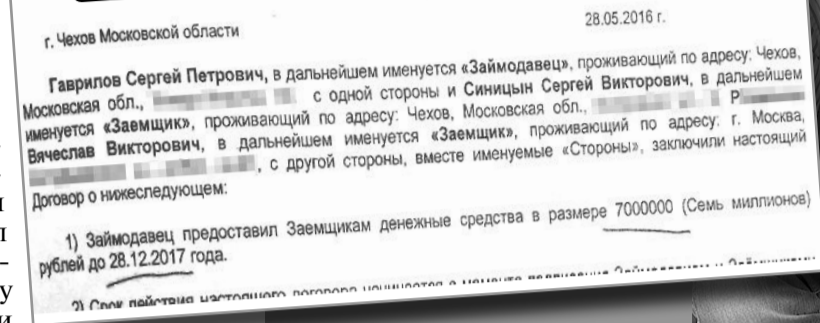 г. Чехов Московской области
28.05.2016 г.
Гаврилов Сергей Петрович, в дальнейшем именуется «Займодавец», проживающий по адресу: Чехов,
Московская обл., с одной стороны и Синицын Сергей Викторович, в дальнейшем
именуется «Заемщик», проживающий по адресу: Чехов, Московской обл., Р
Вячеслав Викторович, в дальнейшем именуется «Заемщик», проживающий по адресу: г. Москва,
, с другой стороны, вместе именуемые «Стороны», заключили настоящий
Договор о нижеследующем:
1) Займодавец предоставил Заемщикам денежные средства в размере 7000000 (Семь миллионов)
рублей до 28.12.2017 года.
2) Срок действия настоящего договора